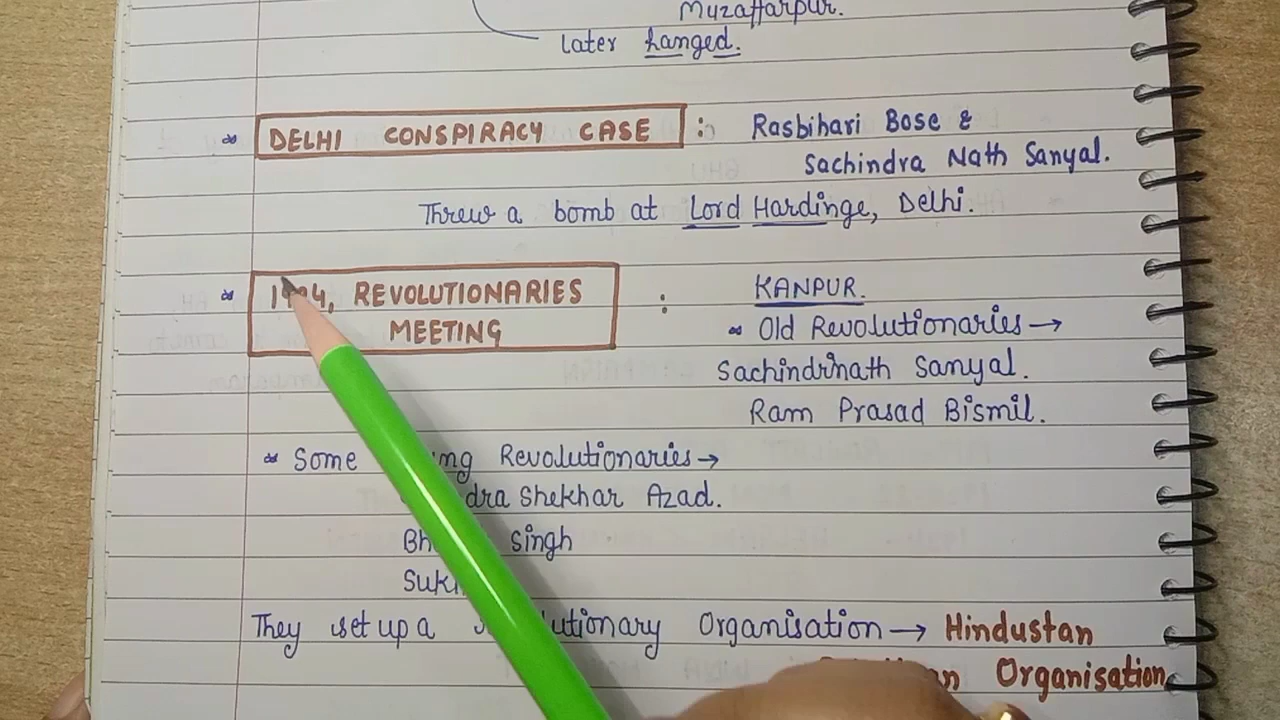 Muzaffarpur.
Later hanged.
DELHI CONSPIRACY CASE : Rasbihari Bose &
Sachindra Nath Sanyal.
Threw a bomb at Lord Hardinge, Delhi.
1924, REVOLUTIONARIES : KANPUR.
MEETING
Old Revolutionaries →
Sachindrnath Sanyal.
Ram Prasad Bismil.
Some Revolutionaries →
Shekhar Azad.
Singh
They set up a Organisation → Hindustan
Organisation